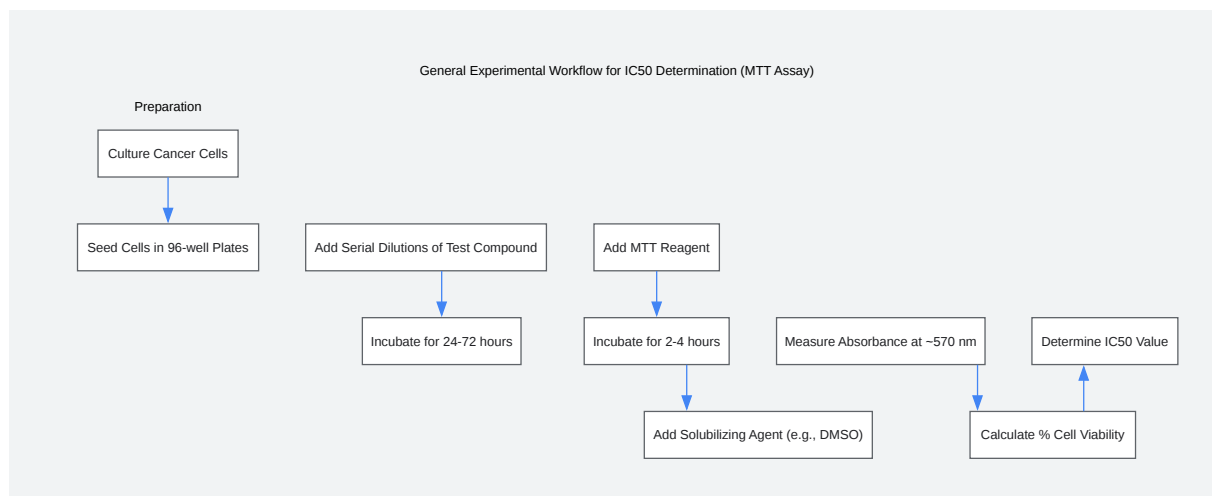 General Experimental Workflow for IC50 Determination (MTT Assay)
Preparation
Culture Cancer Cells
Seed Cells in 96-well Plates
Add Serial Dilutions of Test Compound
Incubate for 24-72 hours
Add MTT Reagent
Incubate for 2-4 hours
Add Solubilizing Agent (e.g., DMSO)
Measure Absorbance at ~570 nm
Calculate % Cell Viability
Determine IC50 Value